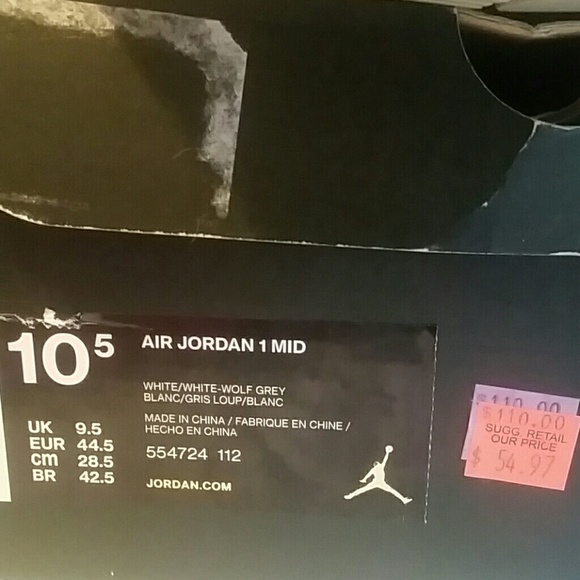 10 5
AIR JORDAN 1 MID
WHITE/WHITE-WOLF GREY
BLANC/GRIS LOUP/BLANC
MADE IN CHINA / FABRIQUE EN CHINE /
HECHO EN CHINA
554724 112
JORDAN.COM
UK 9.5
EUR 44.5
cm 28.5
BR 42.5
$110.00
$110.00
SUGG. RETAIL
OUR PRICE
$ 54.97